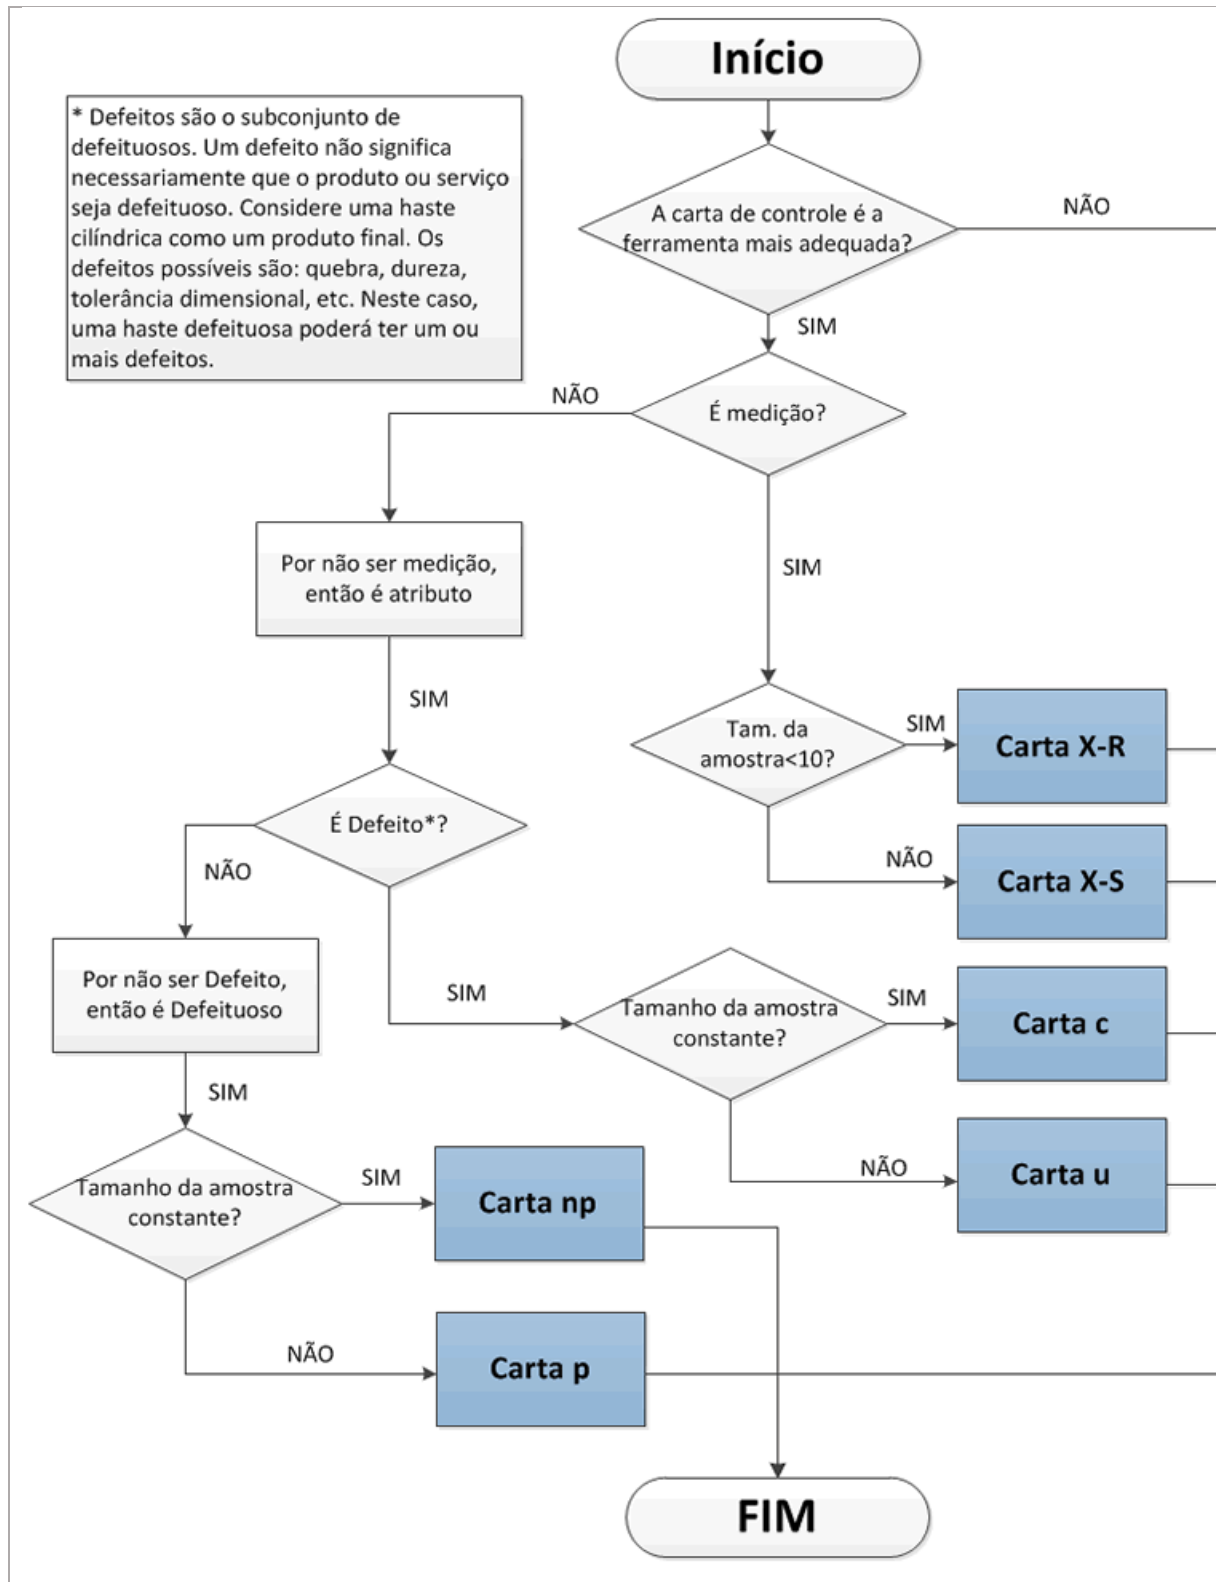 Início
* Defeitos são o subconjunto de
defeituosos. Um defeito não significa
necessariamente que o produto ou serviço
seja defeituoso. Considere uma haste
cilíndrica como um produto final. Os
defeitos possíveis são: quebra, dureza,
tolerância dimensional, etc. Neste caso,
uma haste defeituosa poderá ter um ou
mais defeitos.
A carta de controle é a
ferramenta mais adequada?
NÃO
SIM
É medição?
NÃO
SIM
Por não ser medição,
então é atributo
SIM
Tam. da
amostra<10?
SIM
Carta X-R
NÃO
Carta X-S
É Defeito*?
NÃO
SIM
Por não ser Defeito,
então é Defeituoso
SIM
Tamanho da amostra
constante?
SIM
Carta c
NÃO
Carta u
Tamanho da amostra
constante?
SIM
Carta np
NÃO
Carta p
FIM